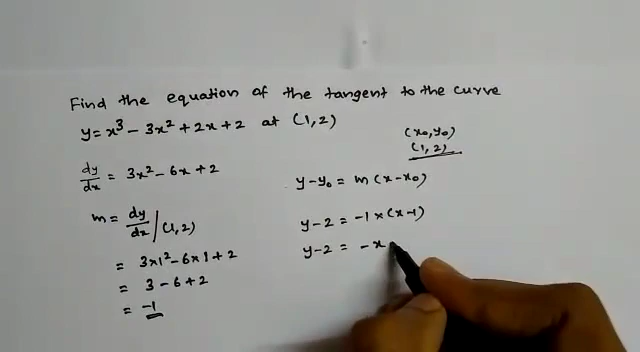 Find the equation of the tangent to the curve
y = x³ - 3x² + 2x + 2 at (1,2)
dy/dx = 3x² - 6x + 2
m = dy/dx / (1,2)
= 3×1² - 6×1 + 2
= 3 - 6 + 2
= -1
(x₀, y₀)
(1, 2)
y - y₀ = m (x - x₀)
y - 2 = -1 × (x - 1)
y - 2 = - x